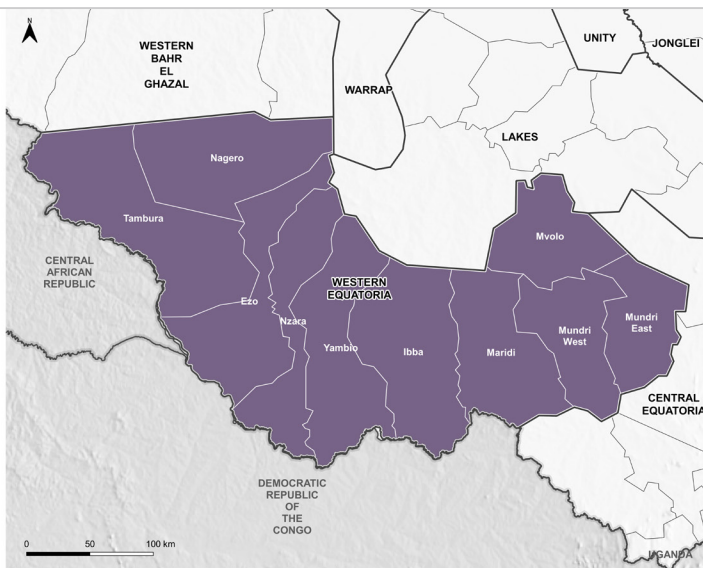 N
WESTERN
BAHR
EL
GHAZAL
UNITY
JONGLEI
WARRAP
LAKES
Nagero
Tambura
Mvolo
CENTRAL
AFRICAN
REPUBLIC
WESTERN
EQUATORIA
Ezo
Nzara
Yambio
Ibba
Maridi
Mundri
West
Mundri
East
CENTRAL
EQUATORIA
DEMOCRATIC
REPUBLIC
OF
THE
CONGO
UGANDA
0 50 100 km